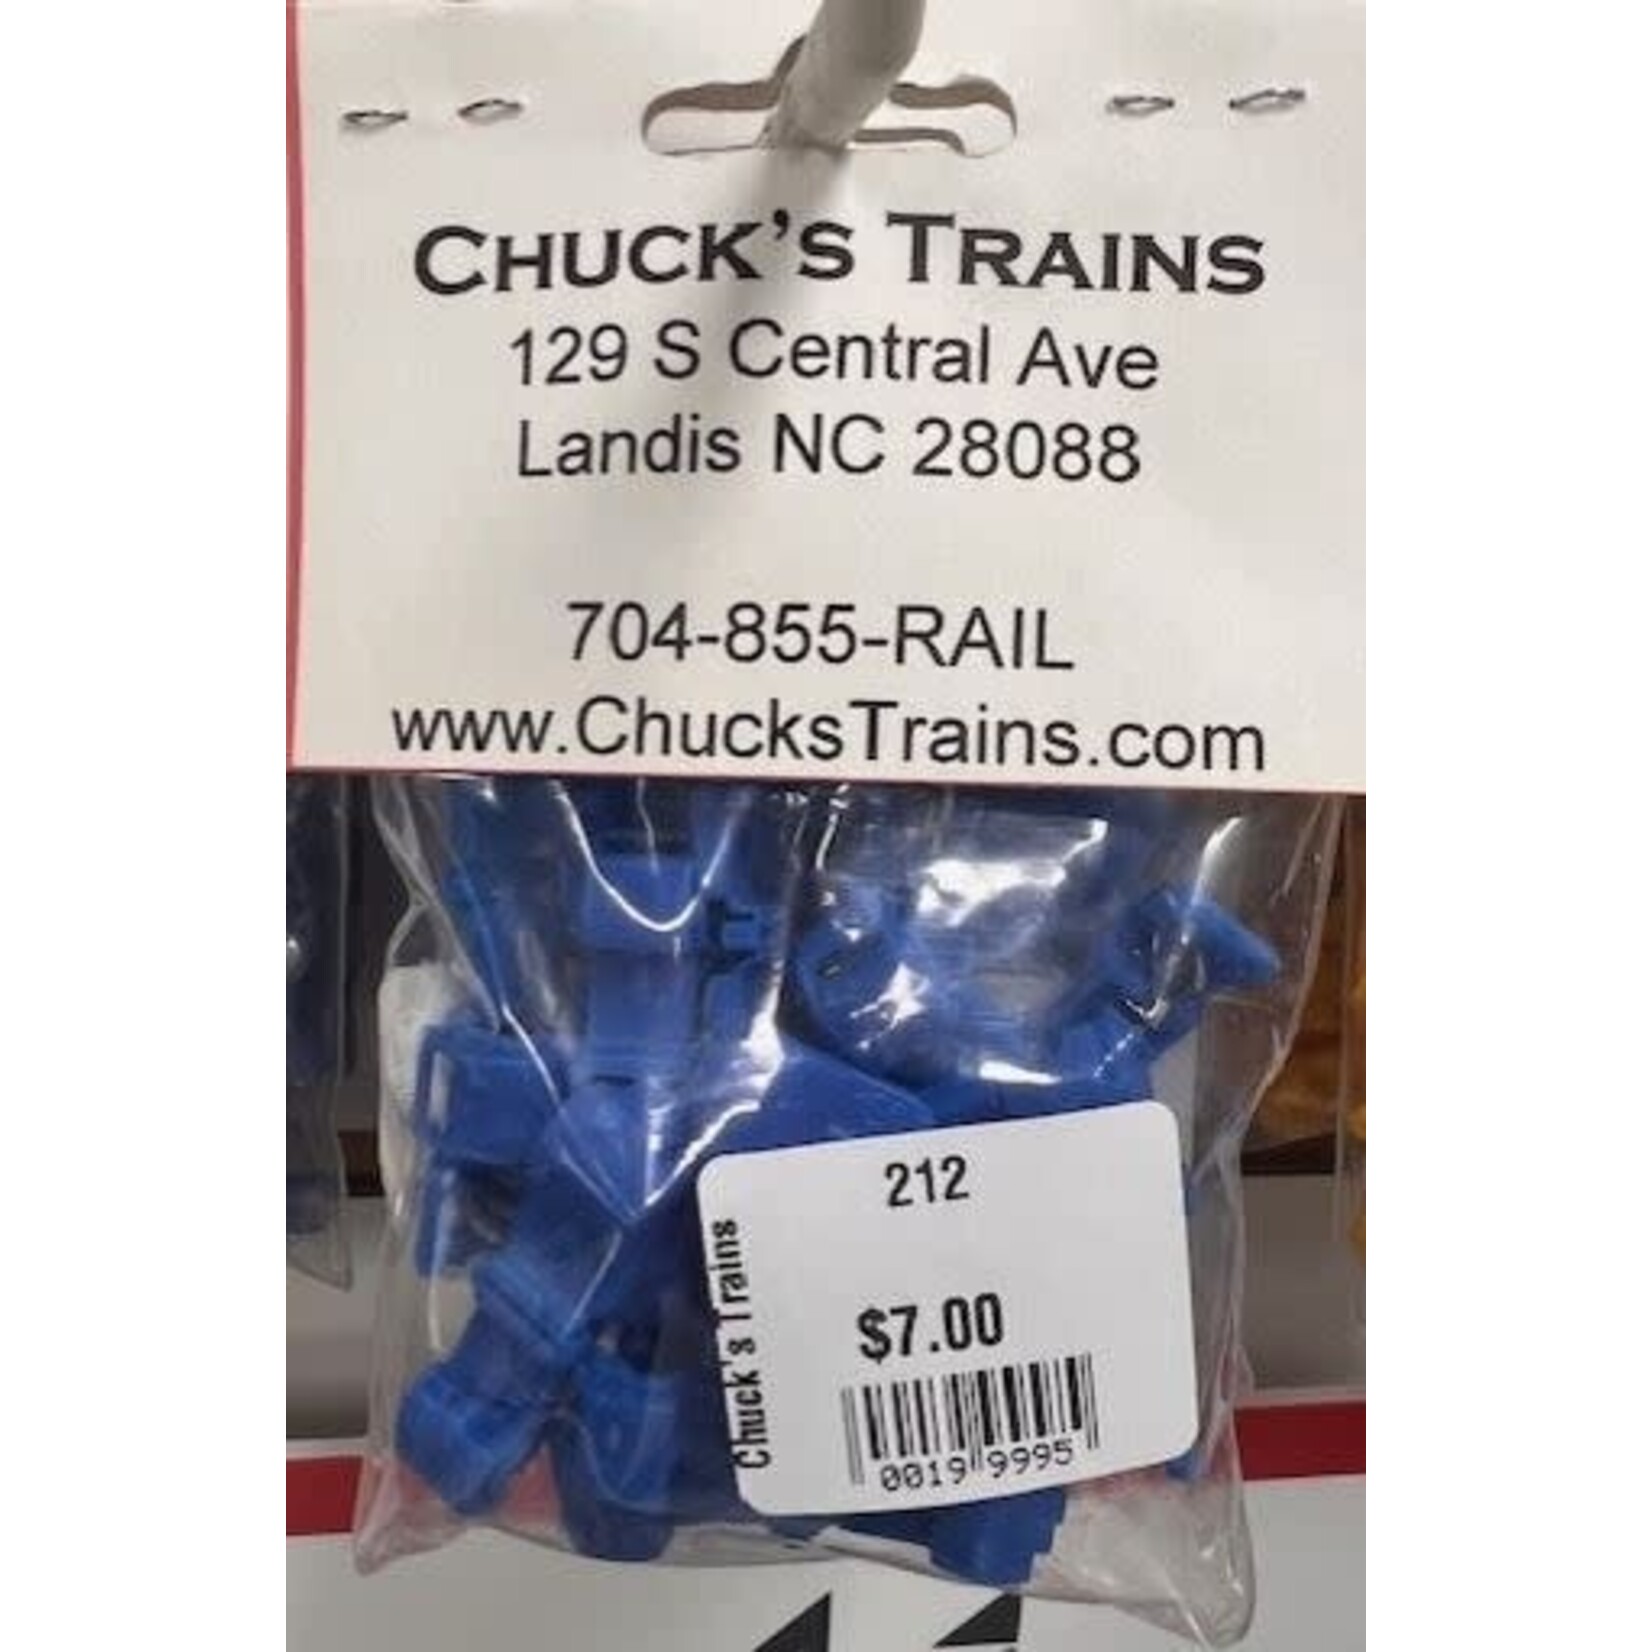 CHUCK'S TRAINS
129 S Central Ave
Landis NC 28088
704-855-RAIL
www.ChucksTrains.com
212
Chuck's Trains
$7.00
0019 9995